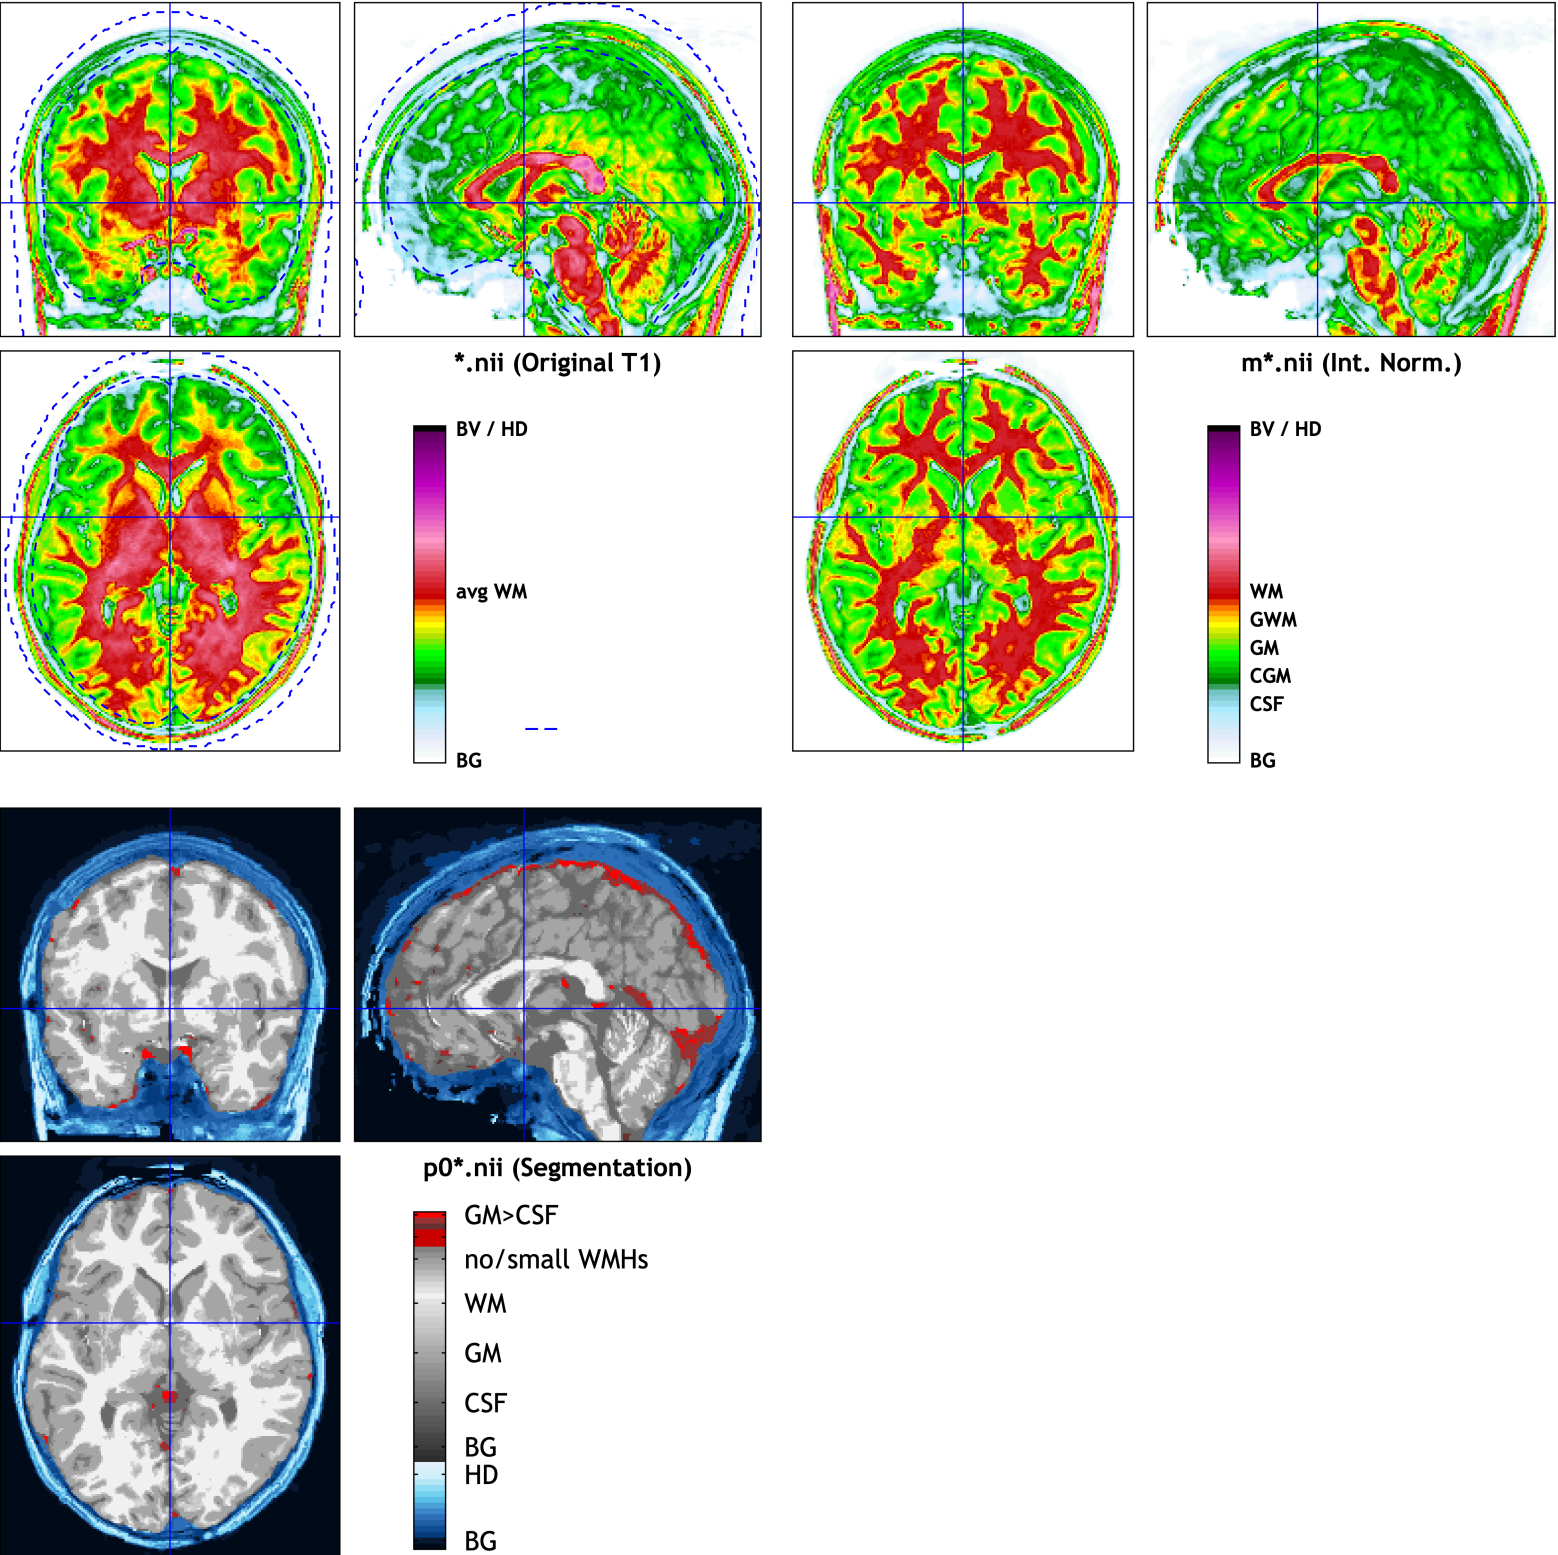 *.nii (Original T1)
BV / HD
avg WM
BG
m*.nii (Int. Norm.)
BV / HD
WM
GWM
GM
CGM
CSF
BG
p0*.nii (Segmentation)
GM>CSF
no/small WMHs
WM
GM
CSF
BG
HD
BG